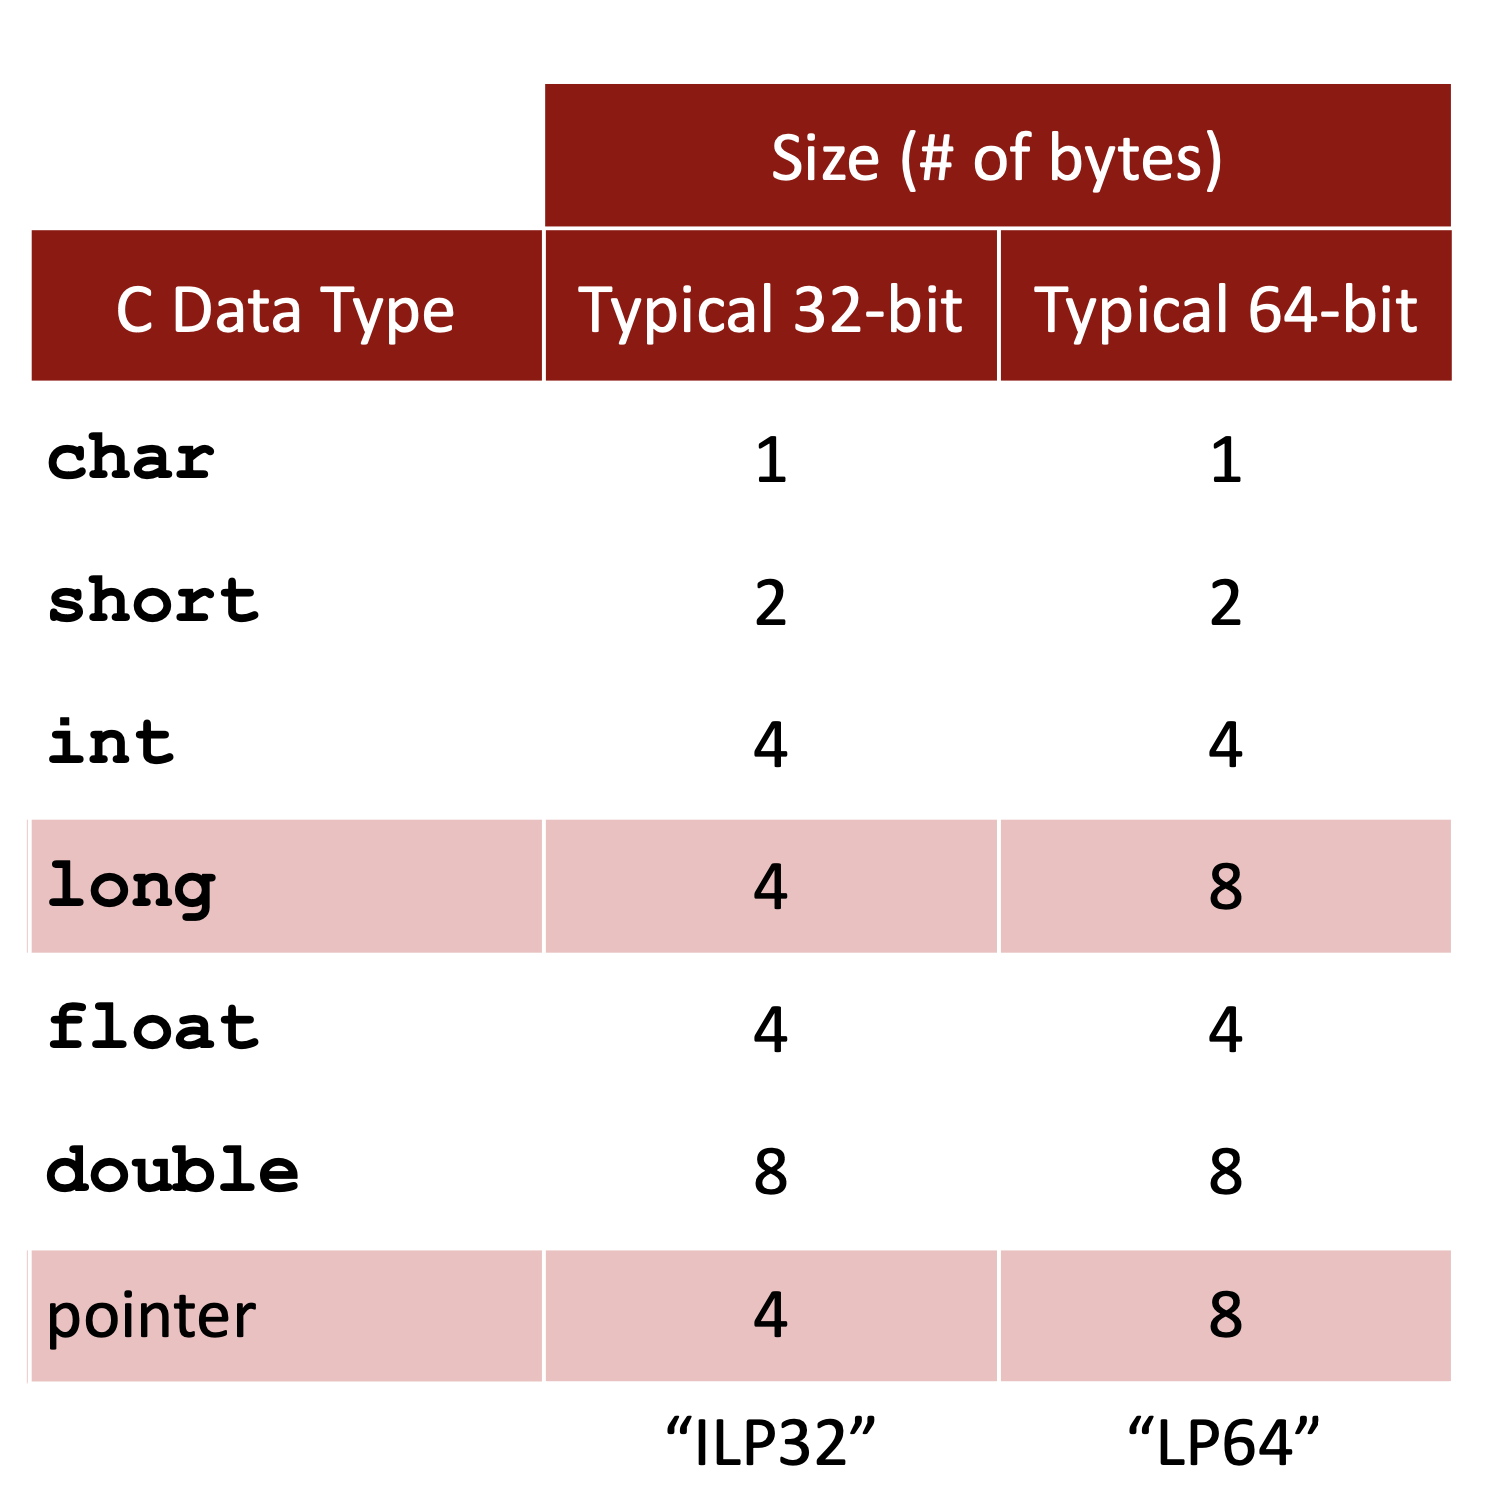 Size (# of bytes)
C Data Type Typical 32-bit Typical 64-bit
char 1 1
short 2 2
int 4 4
long 4 8
float 4 4
double 8 8
pointer 4 8
“ILP32” “LP64”